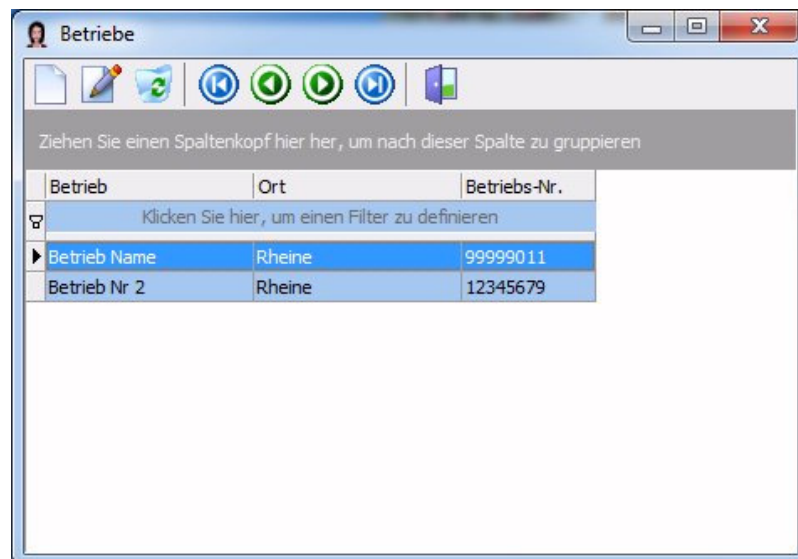 Betriebe
Ziehen Sie einen Spaltenkopf hier her, um nach dieser Spalte zu gruppieren
Betrieb Ort Betriebs-Nr.
Klicken Sie hier, um einen Filter zu definieren
Betrieb Name Rheine 99999011
Betrieb Nr 2 Rheine 12345679